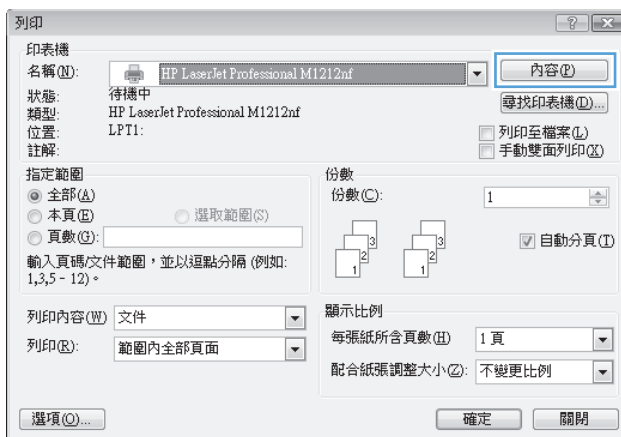 列印
印表機
名稱(N): HP LaserJet Professional M1212nf 內容(P)
狀態: 待機中
類型: HP LaserJet Professional M1212nf 尋找印表機(D)...
位置: LPT1: 列印至檔案(L)
註解: 手動雙面列印(X)
指定範圍
全部(A)
本頁(E) 選取範圍(S)
頁數(G):
輸入頁碼/文件範圍，並以逗點分隔 (例如:
1,3,5 - 12)。
份數
份數(C): 1
1 2 3 1 2 3 自動分頁(T)
列印內容(W) 文件
列印(R): 範圍內全部頁面
顯示比例
每張紙所含頁數(H) 1 頁
配合紙張調整大小(Z): 不變更比例
選項(O)... 確定 關閉